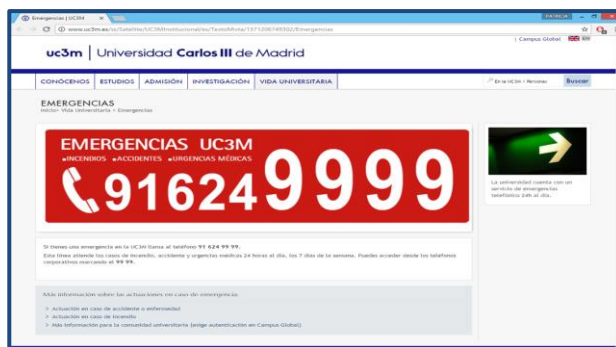 Emergencias | UC3M
www.uc3m.es/ss/Satellite/UC3MInstitucional/es/TextoMixta/1371206749302/Emergencias
| Campus Global
uc3m | Universidad Carlos III de Madrid
CONÓCENOS ESTUDIOS ADMISIÓN INVESTIGACIÓN VIDA UNIVERSITARIA
En la UC3M Personas Buscar
EMERGENCIAS
Inicio> Vida Universitaria > Emergencias
EMERGENCIAS UC3M
•INCENDIOS •ACCIDENTES •URGENCIAS MÉDICAS
916249999
La universidad cuenta con un
servicio de emergencias
telefónico 24h al día.
Si tienes una emergencia en la UC3M llama al teléfono 91 624 99 99.
Esta línea atiende los casos de incendio, accidente y urgencias médicas 24 horas al día, los 7 días de la semana. Puedes acceder desde los teléfonos
corporativos marcando el 99 99.
Más información sobre las actuaciones en caso de emergencia:
> Actuación en caso de accidente o enfermedad
> Actuación en caso de incendio
> Más información para la comunidad universitaria (exige autenticación en Campus Global)